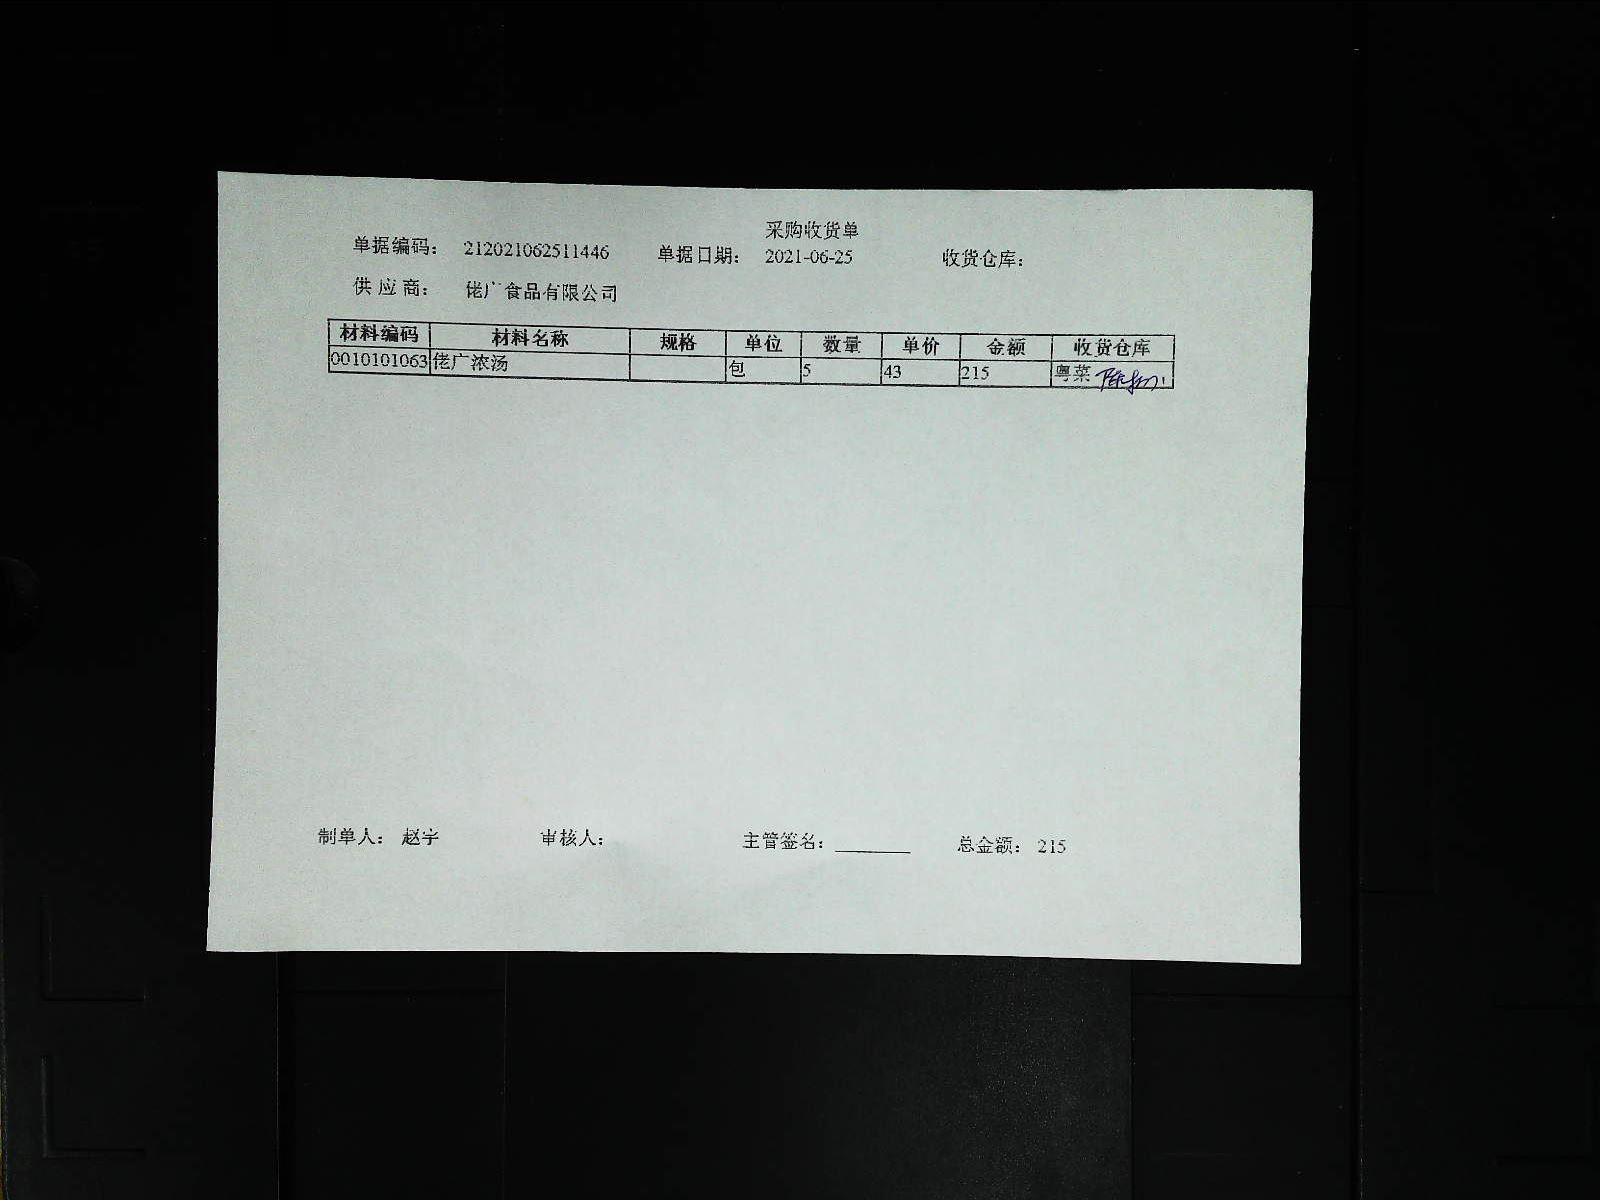 采购收货单
单据编码： 212021062511446 单据日期： 2021-06-25 收货仓库：
供 应 商： 佬广食品有限公司
材料编码 材料名称 规格 单位 数量 单价 金额 收货仓库
0010101063 佬广浓汤 包 5 43 215 粤菜
制单人： 赵宇 审核人： 主管签名： 总金额： 215